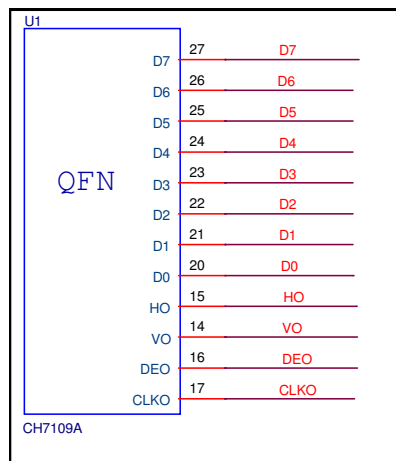 U1
D7 27 D7
D6 26 D6
D5 25 D5
D4 24 D4
QFN
D3 23 D3
D2 22 D2
D1 21 D1
D0 20 D0
HO 15 HO
VO 14 VO
DEO 16 DEO
CLKO 17 CLKO
CH7109A